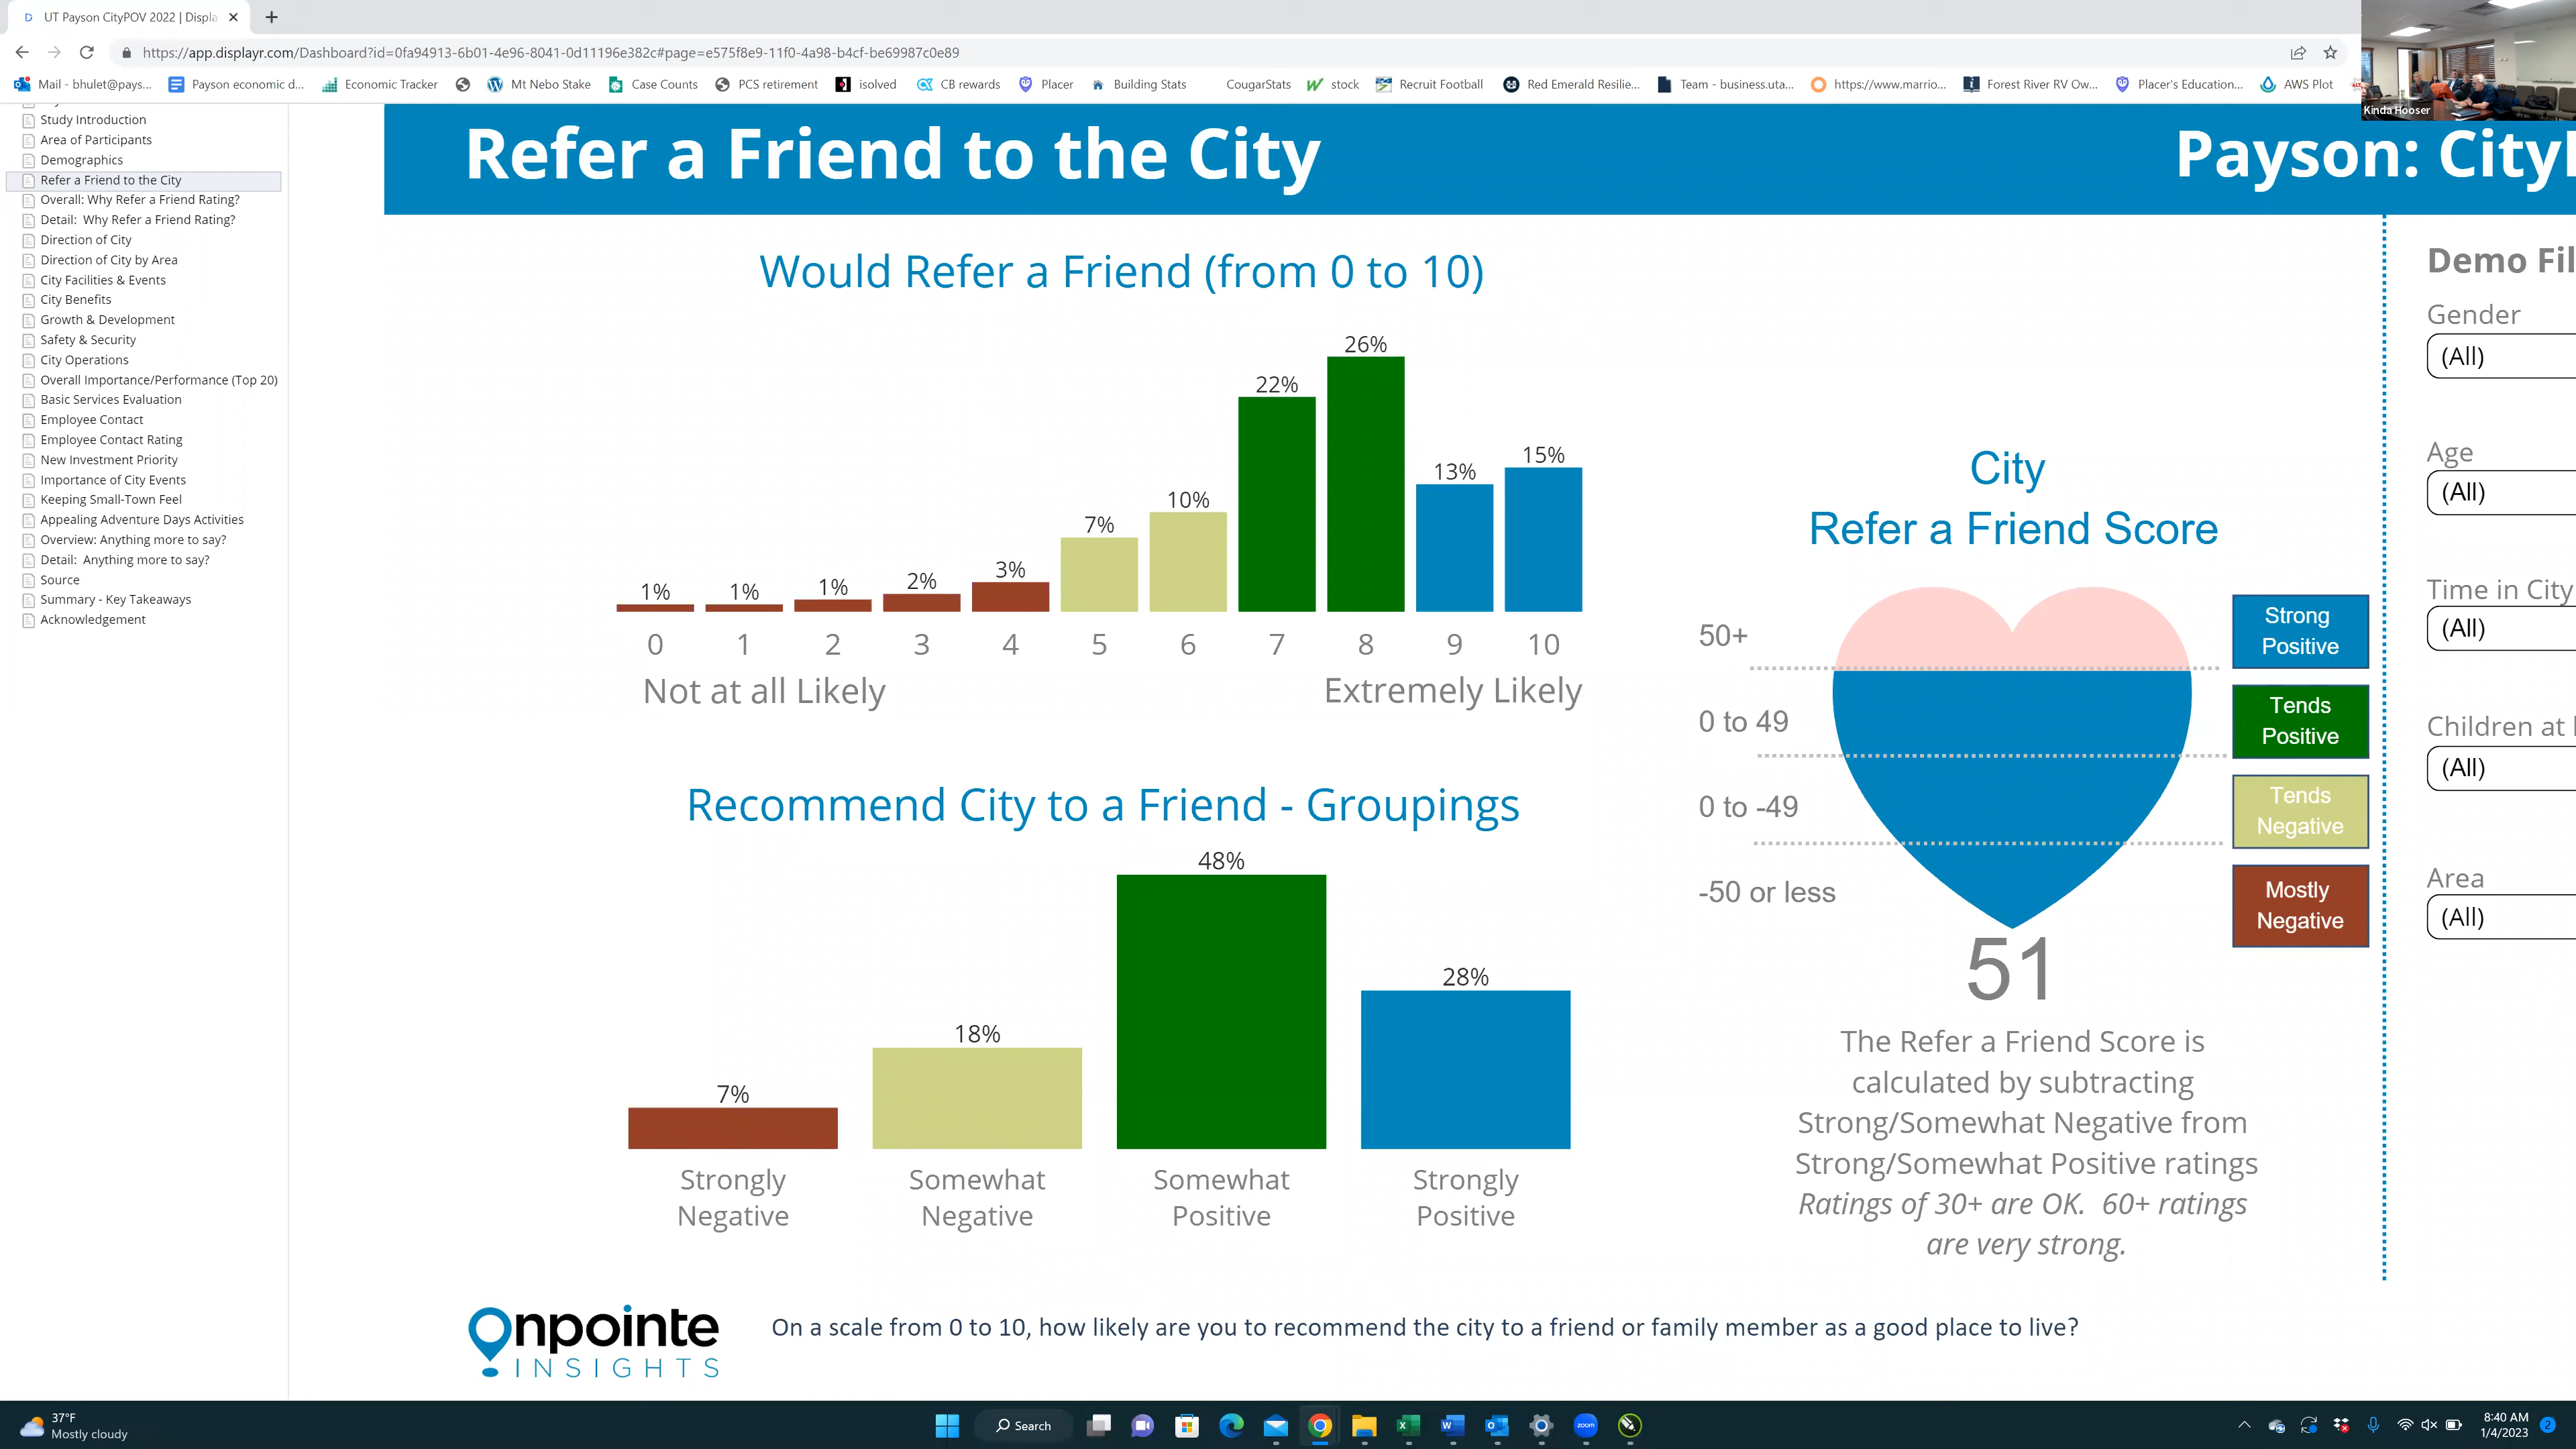 UT Payson CityPOV 2022 | Displa
https://app.displayr.com/Dashboard?id=0fa94913-6b01-4e96-8041-0d11196e382c#page=e575f8e9-11f0-4a98-b4cf-be69987c0e89
Mail - bhulet@pays... Payson economic d... Economic Tracker Mt Nebo Stake Case Counts PCS retirement isolved CB rewards Placer Building Stats CougarStats stock Recruit Football Red Emerald Resilie... Team - business.uta... https://www.marrio... Forest River RV Ow... Placer's Education... AWS Plot
Kinda Hooser
Study Introduction
Area of Participants
Demographics
Refer a Friend to the City
Overall: Why Refer a Friend Rating?
Detail: Why Refer a Friend Rating?
Direction of City
Direction of City by Area
City Facilities & Events
City Benefits
Growth & Development
Safety & Security
City Operations
Overall Importance/Performance (Top 20)
Basic Services Evaluation
Employee Contact
Employee Contact Rating
New Investment Priority
Importance of City Events
Keeping Small-Town Feel
Appealing Adventure Days Activities
Overview: Anything more to say?
Detail: Anything more to say?
Source
Summary - Key Takeaways
Acknowledgement
Refer a Friend to the City
Payson: City
Would Refer a Friend (from 0 to 10)
1% 1% 1% 2% 3% 7% 10% 22% 26% 13% 15%
0 1 2 3 4 5 6 7 8 9 10
Not at all Likely Extremely Likely
Recommend City to a Friend - Groupings
7% 18% 48% 28%
Strongly Negative
Somewhat Negative
Somewhat Positive
Strongly Positive
City
Refer a Friend Score
50+
0 to 49
0 to -49
-50 or less
Strong
Positive
Tends
Positive
Tends
Negative
Mostly
Negative
51
The Refer a Friend Score is
calculated by subtracting
Strong/Somewhat Negative from
Strong/Somewhat Positive ratings
Ratings of 30+ are OK. 60+ ratings
are very strong.
Demo Fil
Gender
(All)
Age
(All)
Time in City
(All)
Children at
(All)
Area
(All)
Onpointe
INSIGHTS
On a scale from 0 to 10, how likely are you to recommend the city to a friend or family member as a good place to live?
37°F
Mostly cloudy
Search
zoom
8:40 AM
1/4/2023
2